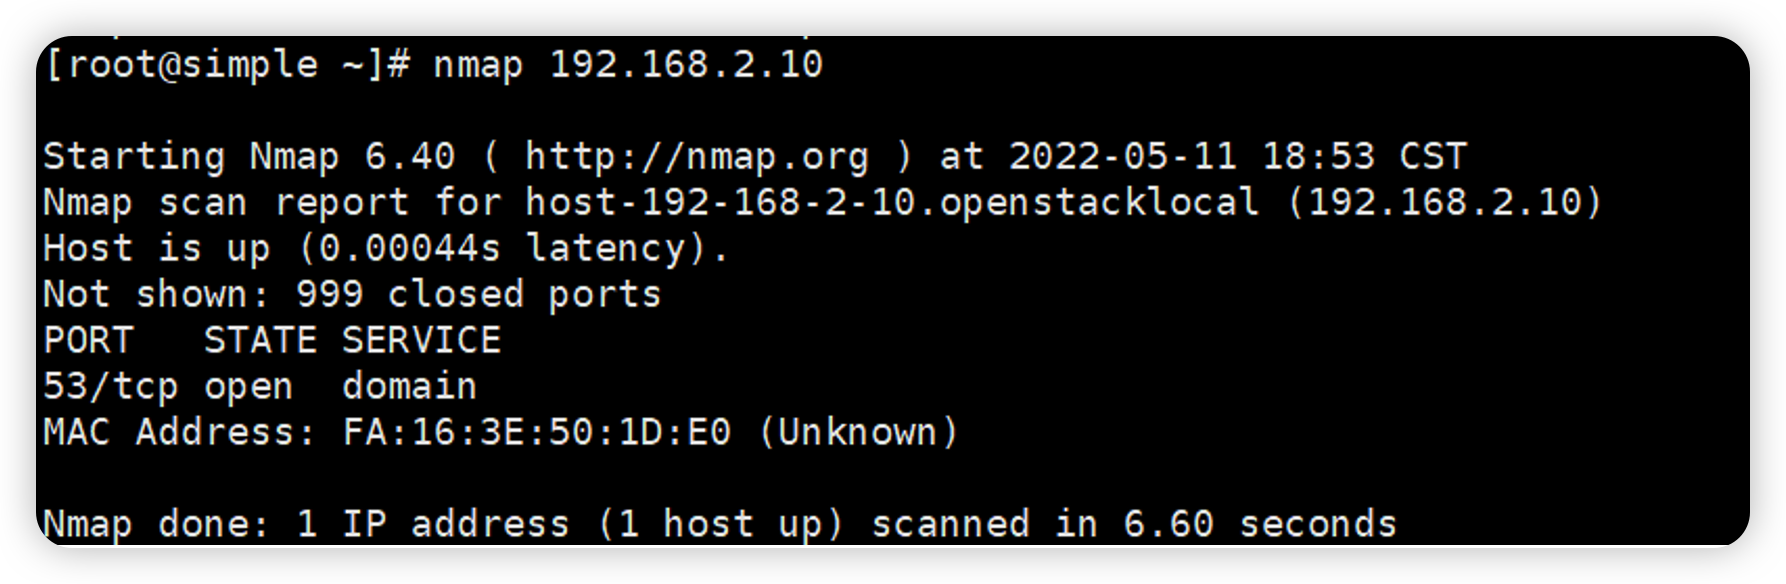 [root@simple ~]# nmap 192.168.2.10
Starting Nmap 6.40 ( http://nmap.org ) at 2022-05-11 18:53 CST
Nmap scan report for host-192-168-2-10.openstacklocal (192.168.2.10)
Host is up (0.00044s latency).
Not shown: 999 closed ports
PORT   STATE SERVICE
53/tcp open  domain
MAC Address: FA:16:3E:50:1D:E0 (Unknown)
Nmap done: 1 IP address (1 host up) scanned in 6.60 seconds